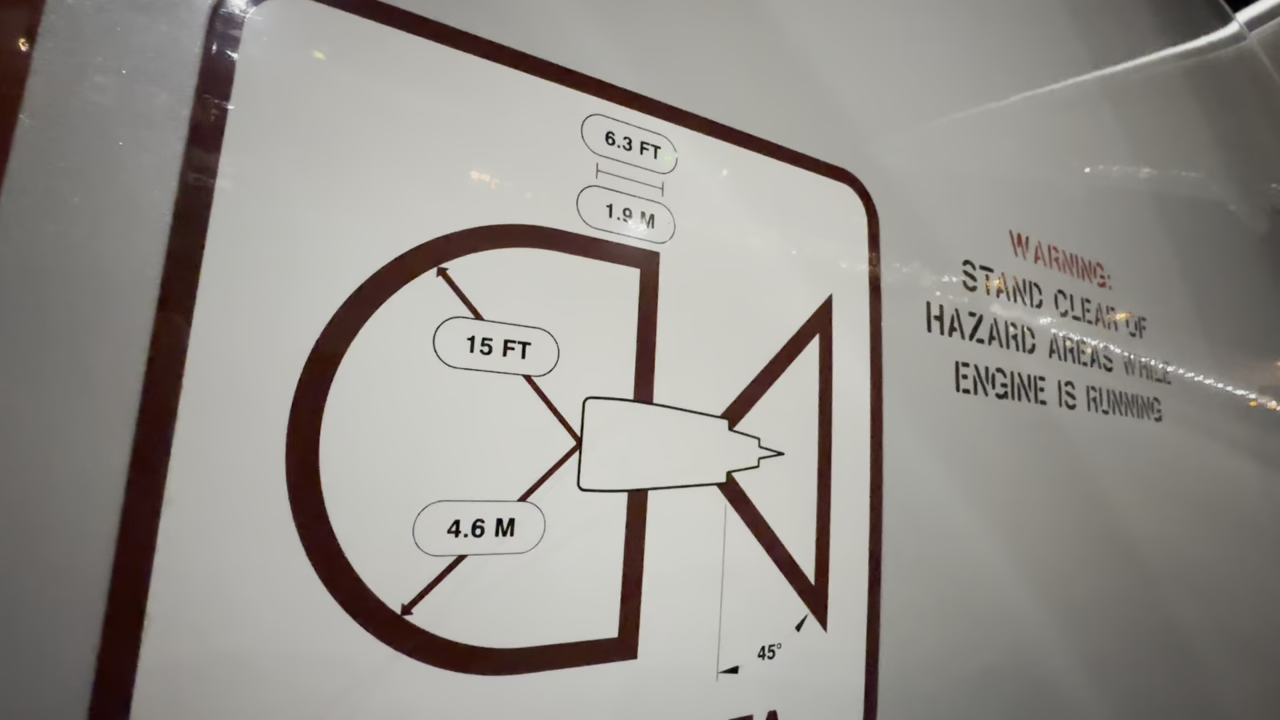 6.3 FT
1.9 M
15 FT
4.6 M
45°
WARNING:
STAND CLEAR OF
HAZARD AREAS WHILE
ENGINE IS RUNNING